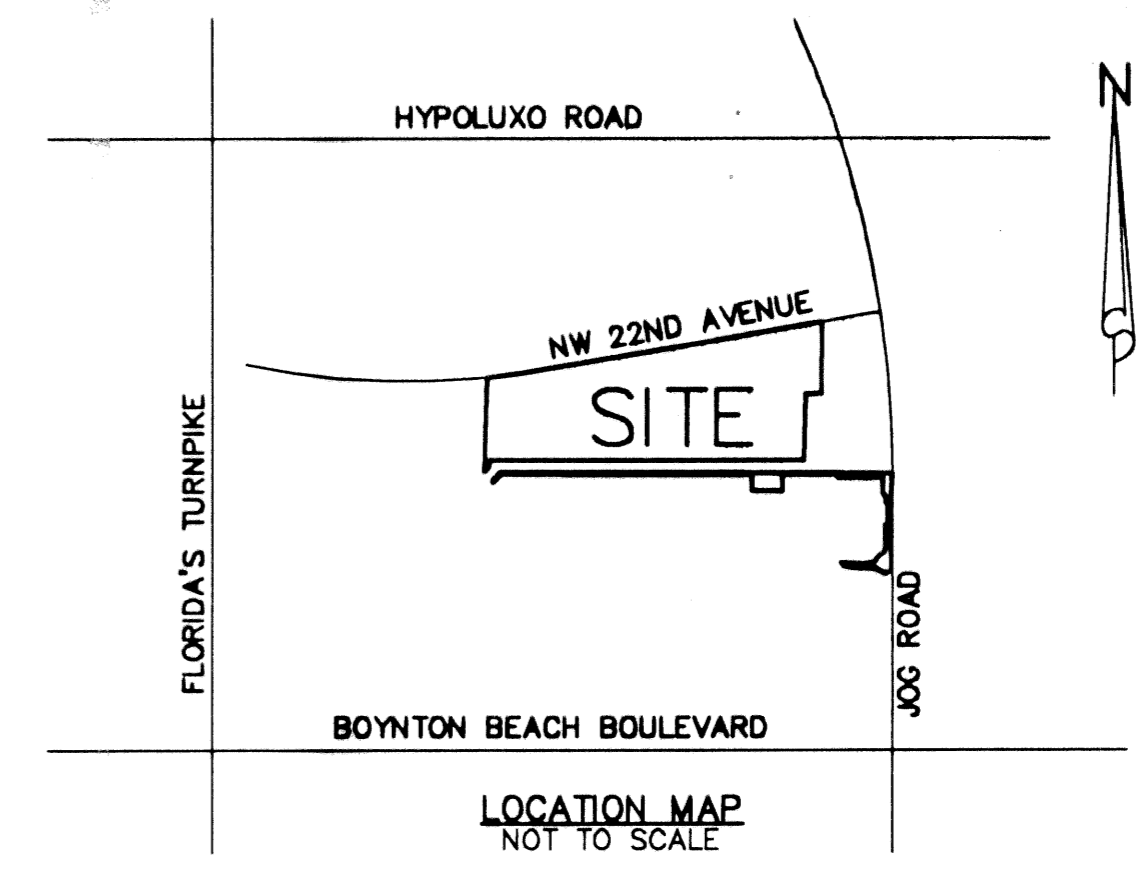 N
HYPOLUXO ROAD
NW 22ND AVENUE
SITE
FLORIDA'S TURNPIKE
JOG ROAD
BOYNTON BEACH BOULEVARD
LOCATION MAP
NOT TO SCALE